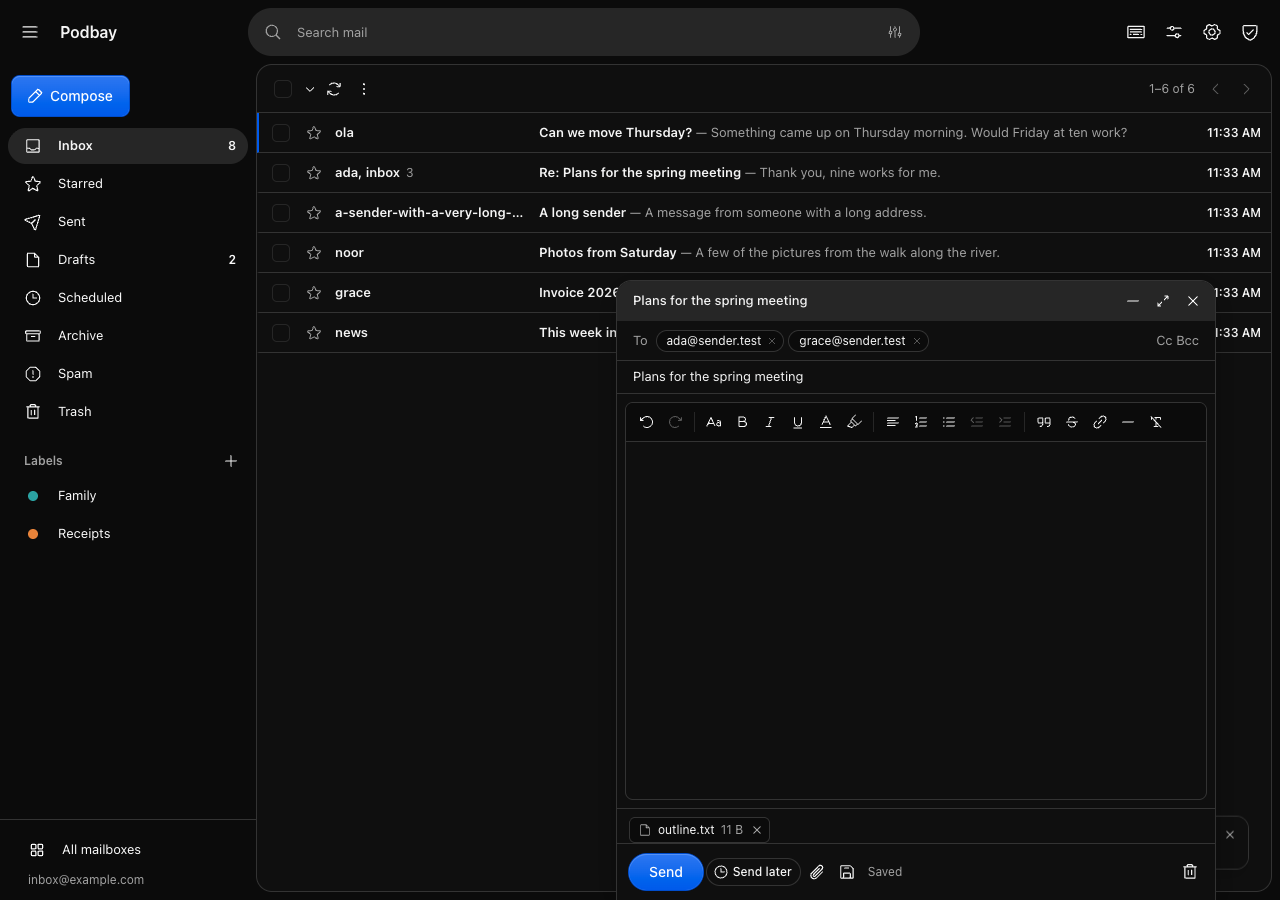 Podbay
Search mail
Compose
Inbox 8
Starred
Sent
Drafts 2
Scheduled
Archive
Spam
Trash
Labels
Family
Receipts
All mailboxes
inbox@example.com
1–6 of 6
ola Can we move Thursday? — Something came up on Thursday morning. Would Friday at ten work? 11:33 AM
ada, inbox 3 Re: Plans for the spring meeting — Thank you, nine works for me. 11:33 AM
a-sender-with-a-very-long-... A long sender — A message from someone with a long address. 11:33 AM
noor Photos from Saturday — A few of the pictures from the walk along the river. 11:33 AM
grace Invoice 2026 :33 AM
news This week in :33 AM
Plans for the spring meeting
To ada@sender.test grace@sender.test Cc Bcc
Plans for the spring meeting
Aa B I U A
outline.txt 11 B
Send Send later Saved